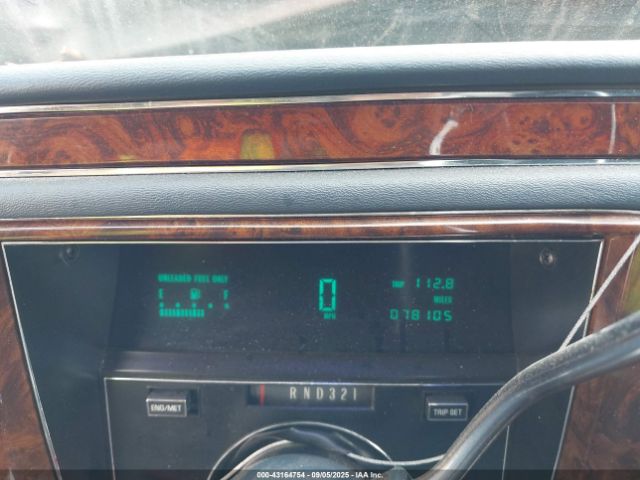 UNLEADED FUEL ONLY
E F
0
MPH
TRIP 112.8
MILES
078105
RND321
ENG/MET
TRIP SET
000-43164754 - 09/05/2025 - © IAA Inc.